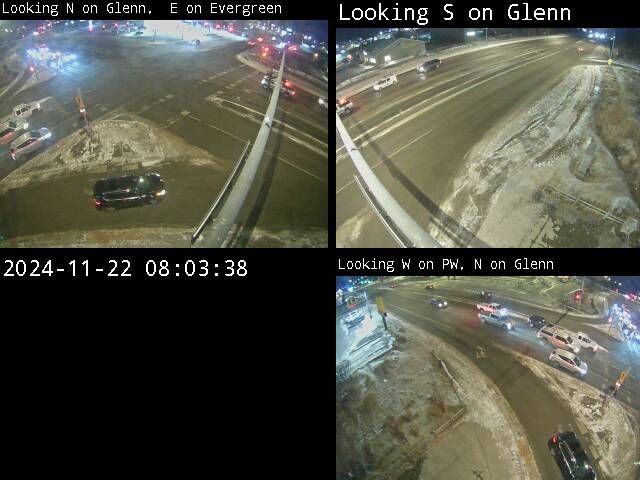 Looking N on Glenn, E on Evergreen
Looking S on Glenn
2024-11-22 08:03:38
Looking W on PW, N on Glenn